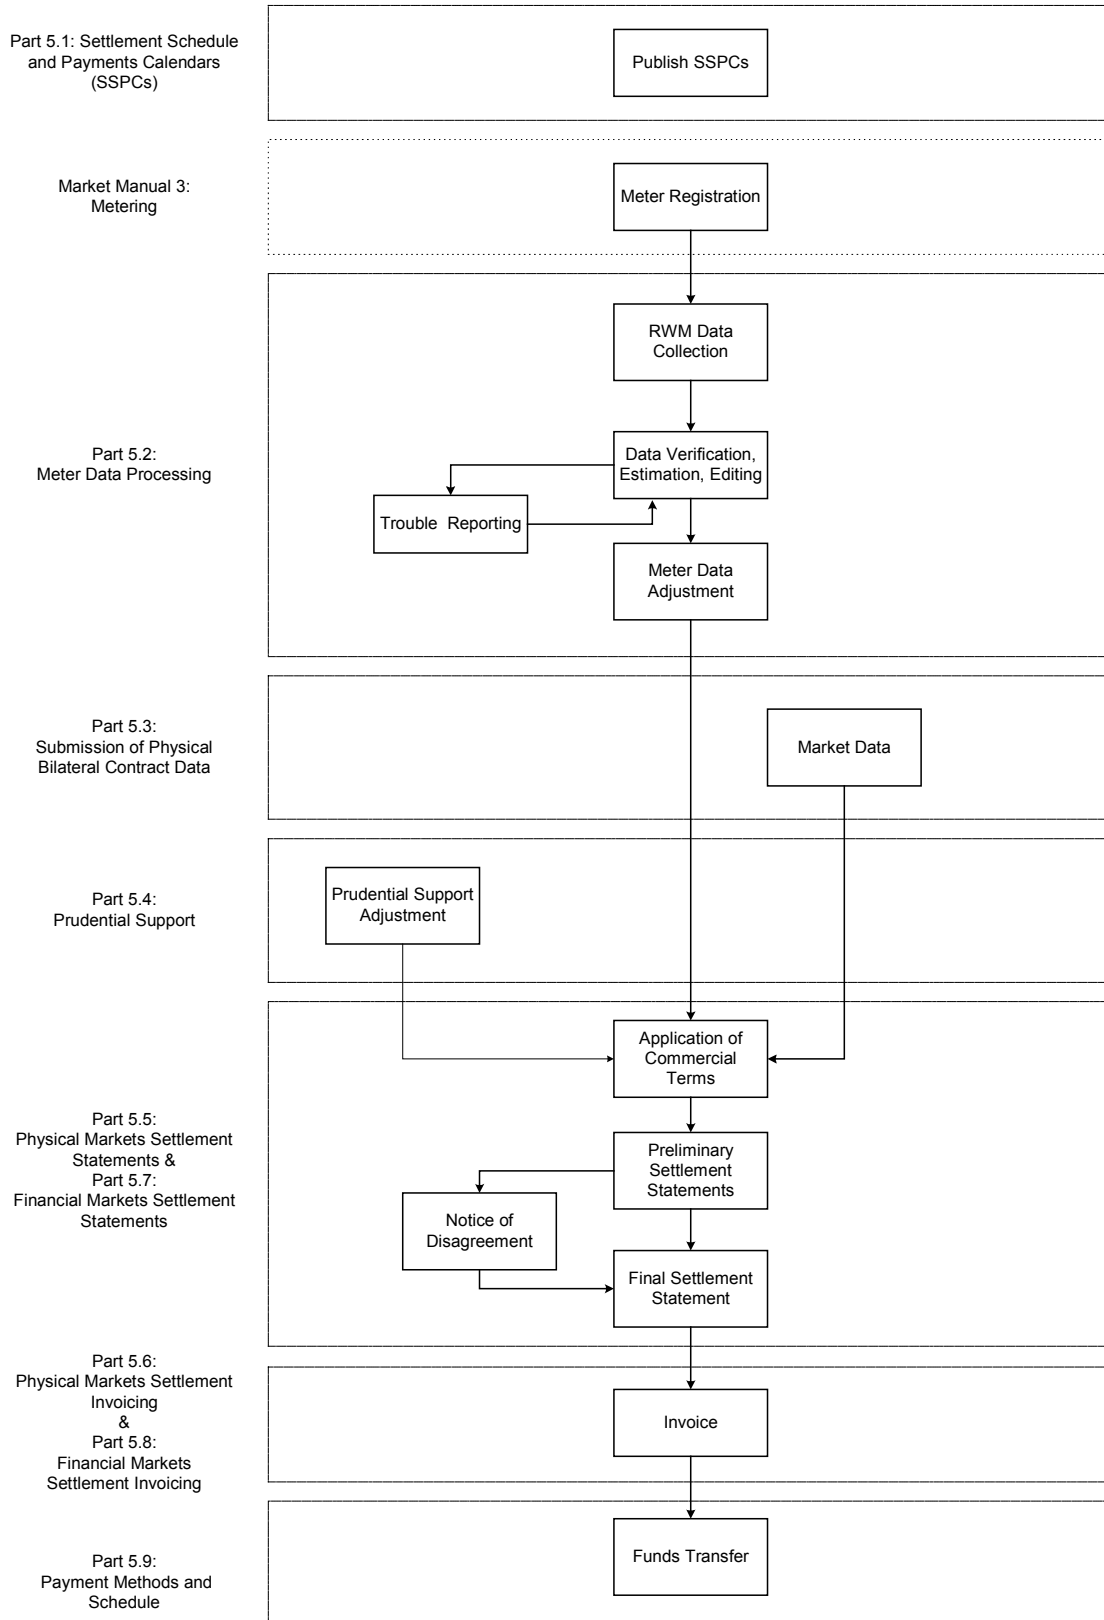 Part 5.1: Settlement Schedule
and Payments Calendars
(SSPCs)
Publish SSPCs
Market Manual 3:
Metering
Meter Registration
Part 5.2:
Meter Data Processing
RWM Data
Collection
Data Verification,
Estimation, Editing
Trouble Reporting
Meter Data
Adjustment
Part 5.3:
Submission of Physical
Bilateral Contract Data
Market Data
Part 5.4:
Prudential Support
Prudential Support
Adjustment
Part 5.5:
Physical Markets Settlement
Statements &
Part 5.7:
Financial Markets Settlement
Statements
Application of
Commercial
Terms
Preliminary
Settlement
Statements
Notice of
Disagreement
Final Settlement
Statement
Part 5.6:
Physical Markets Settlement
Invoicing
&
Part 5.8:
Financial Markets
Settlement Invoicing
Invoice
Part 5.9:
Payment Methods and
Schedule
Funds Transfer